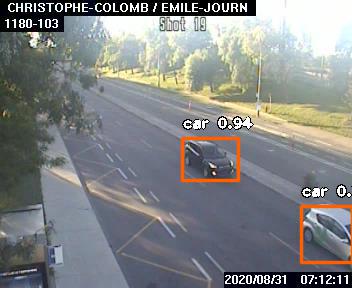 CHRISTOPHE-COLOMB / EMILE-JOURN
1180-103
Shot 19
car 0.94
car 0.
2020/08/31 07:12:11